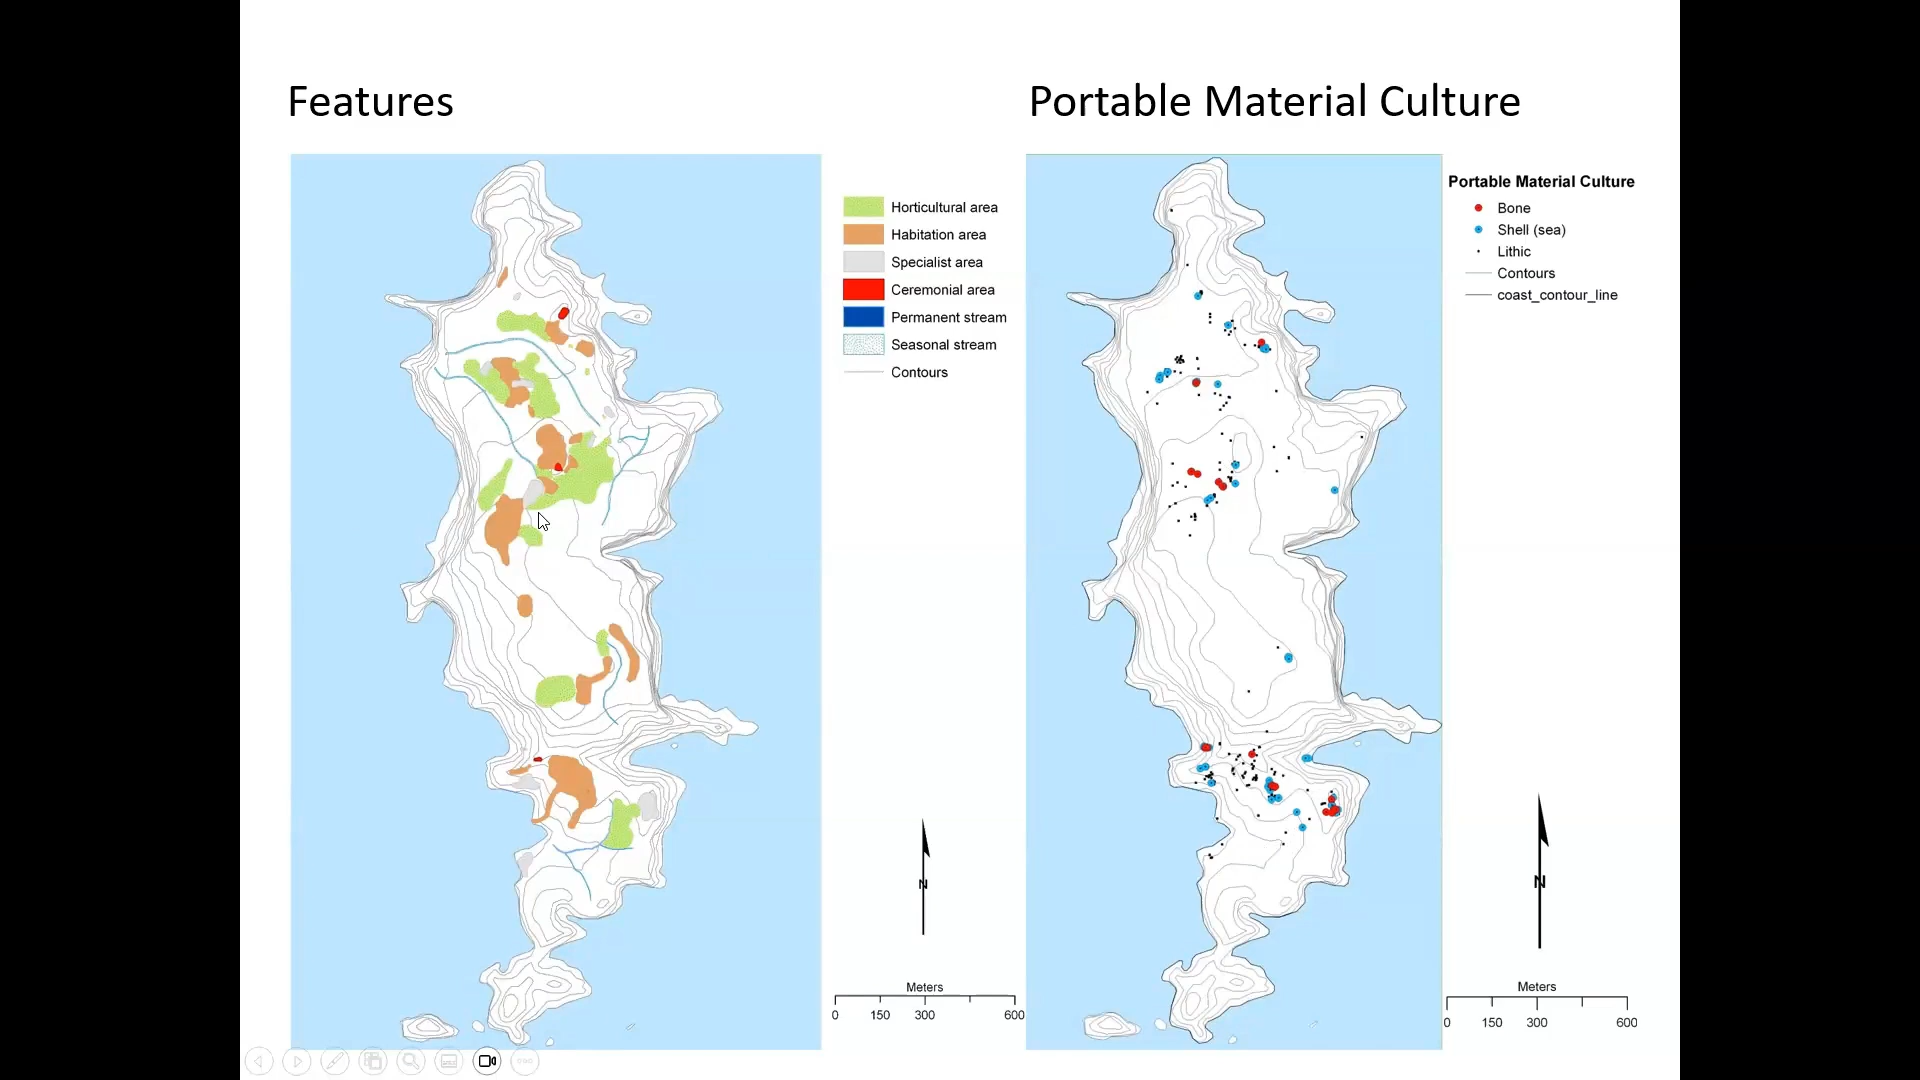 Features
Horticultural area
Habitation area
Specialist area
Ceremonial area
Permanent stream
Seasonal stream
Contours
N
Meters
0 150 300 600
Portable Material Culture
Portable Material Culture
Bone
Shell (sea)
Lithic
Contours
coast_contour_line
N
Meters
0 150 300 600